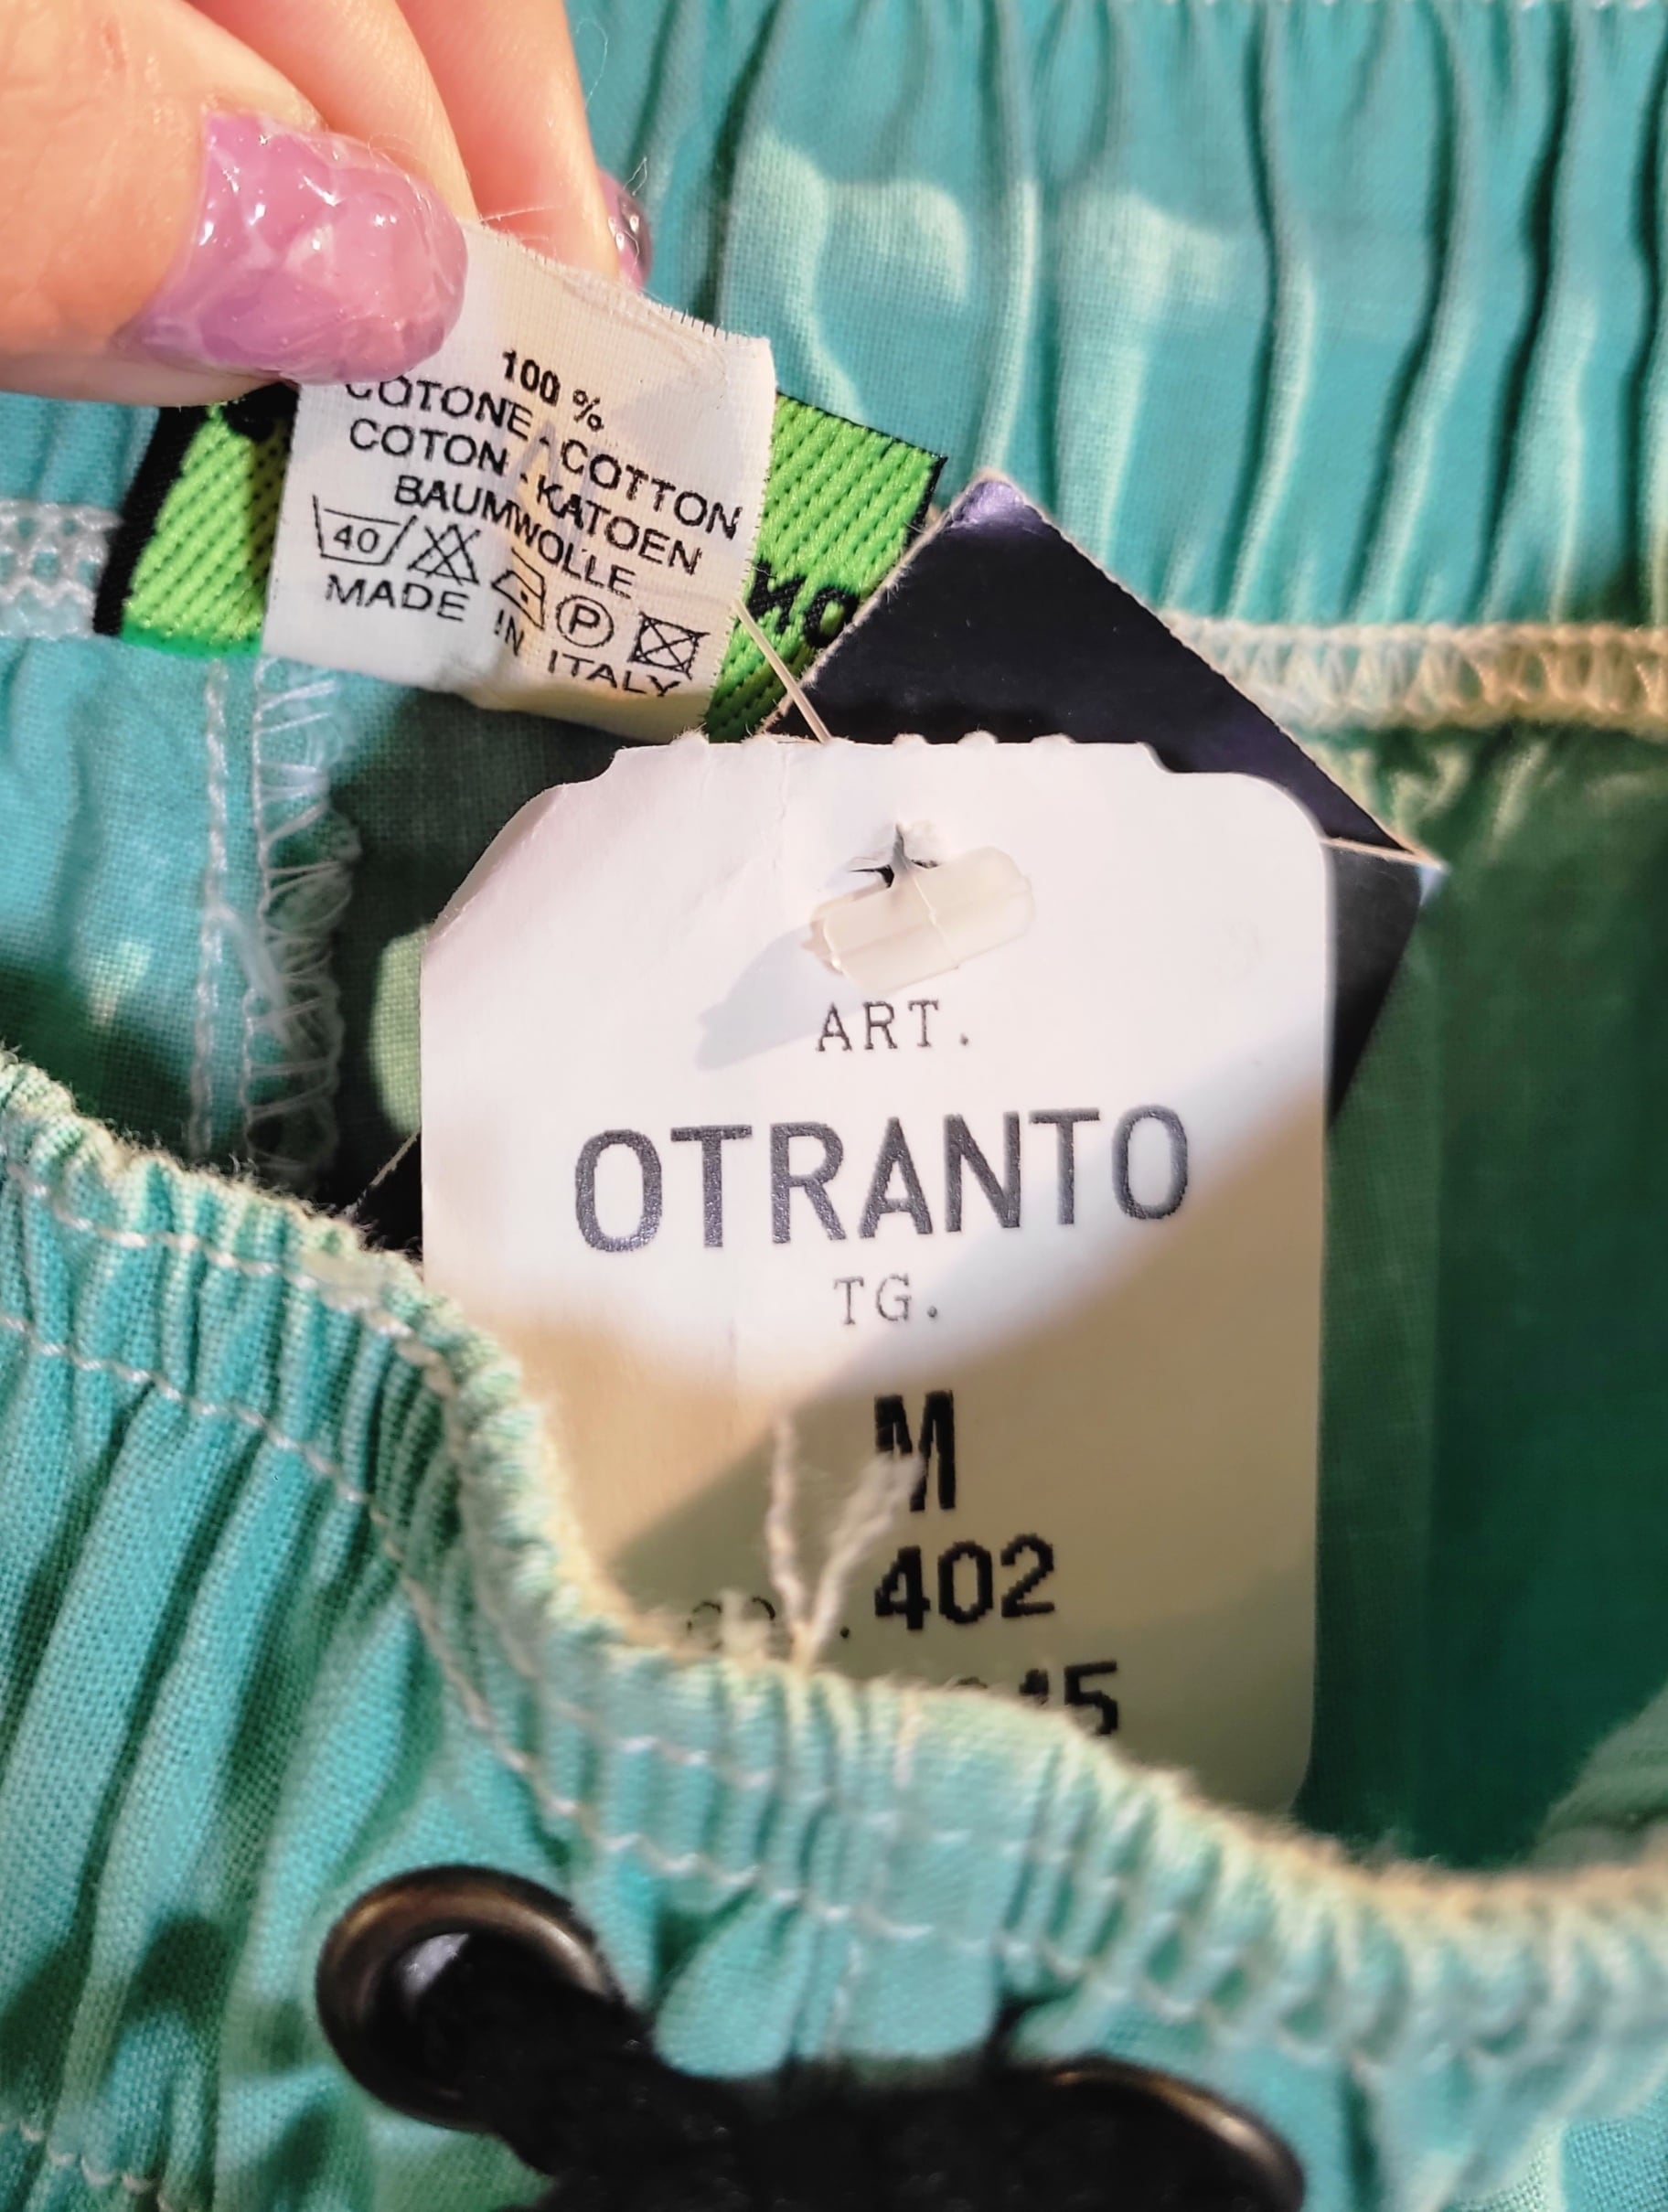 100 %
COTONE - COTTON
COTON - KATOEN
BAUMWOLLE
40 P
MADE IN ITALY
ART.
OTRANTO
TG.
M
402